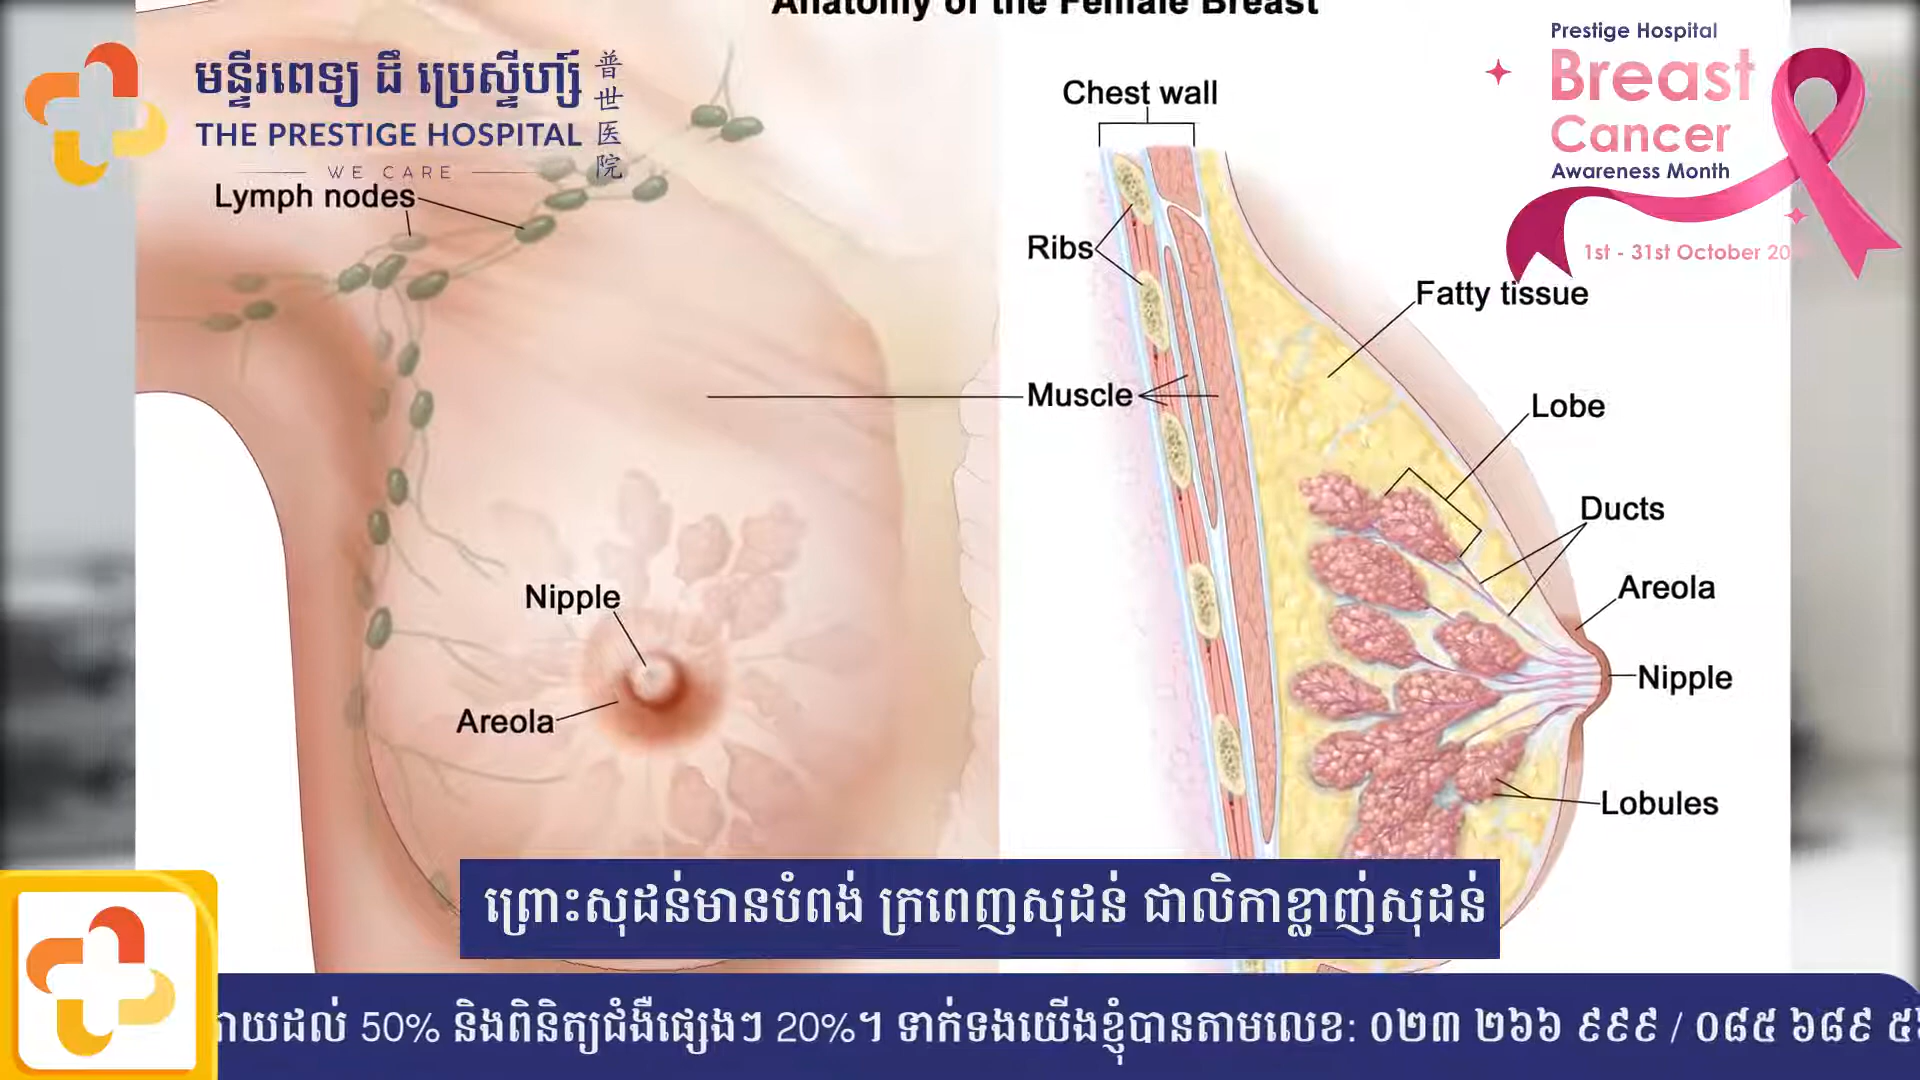 Anatomy of the Female Breast
មន្ទីរពេទ្យ ដឹ ប្រេស្ទីហ្ស៍
THE PRESTIGE HOSPITAL
WE CARE
普世医院
Prestige Hospital
Breast
Cancer
Awareness Month
1st - 31st October
Chest wall
Lymph nodes
Ribs
Fatty tissue
Muscle
Lobe
Ducts
Areola
Nipple
Nipple
Areola
Lobules
ព្រោះសុដន់មានបំពង់ ក្រពេញសុដន់ ជាលិកាខ្លាញ់សុដន់
ដល់ 50% និងពិនិត្យជំងឺផ្សេងៗ 20%។ ទាក់ទងយើងខ្ញុំបានតាមលេខ: ០២៣ ២៦៦ ៩៩៩ / ០៨៥ ៦៨៩